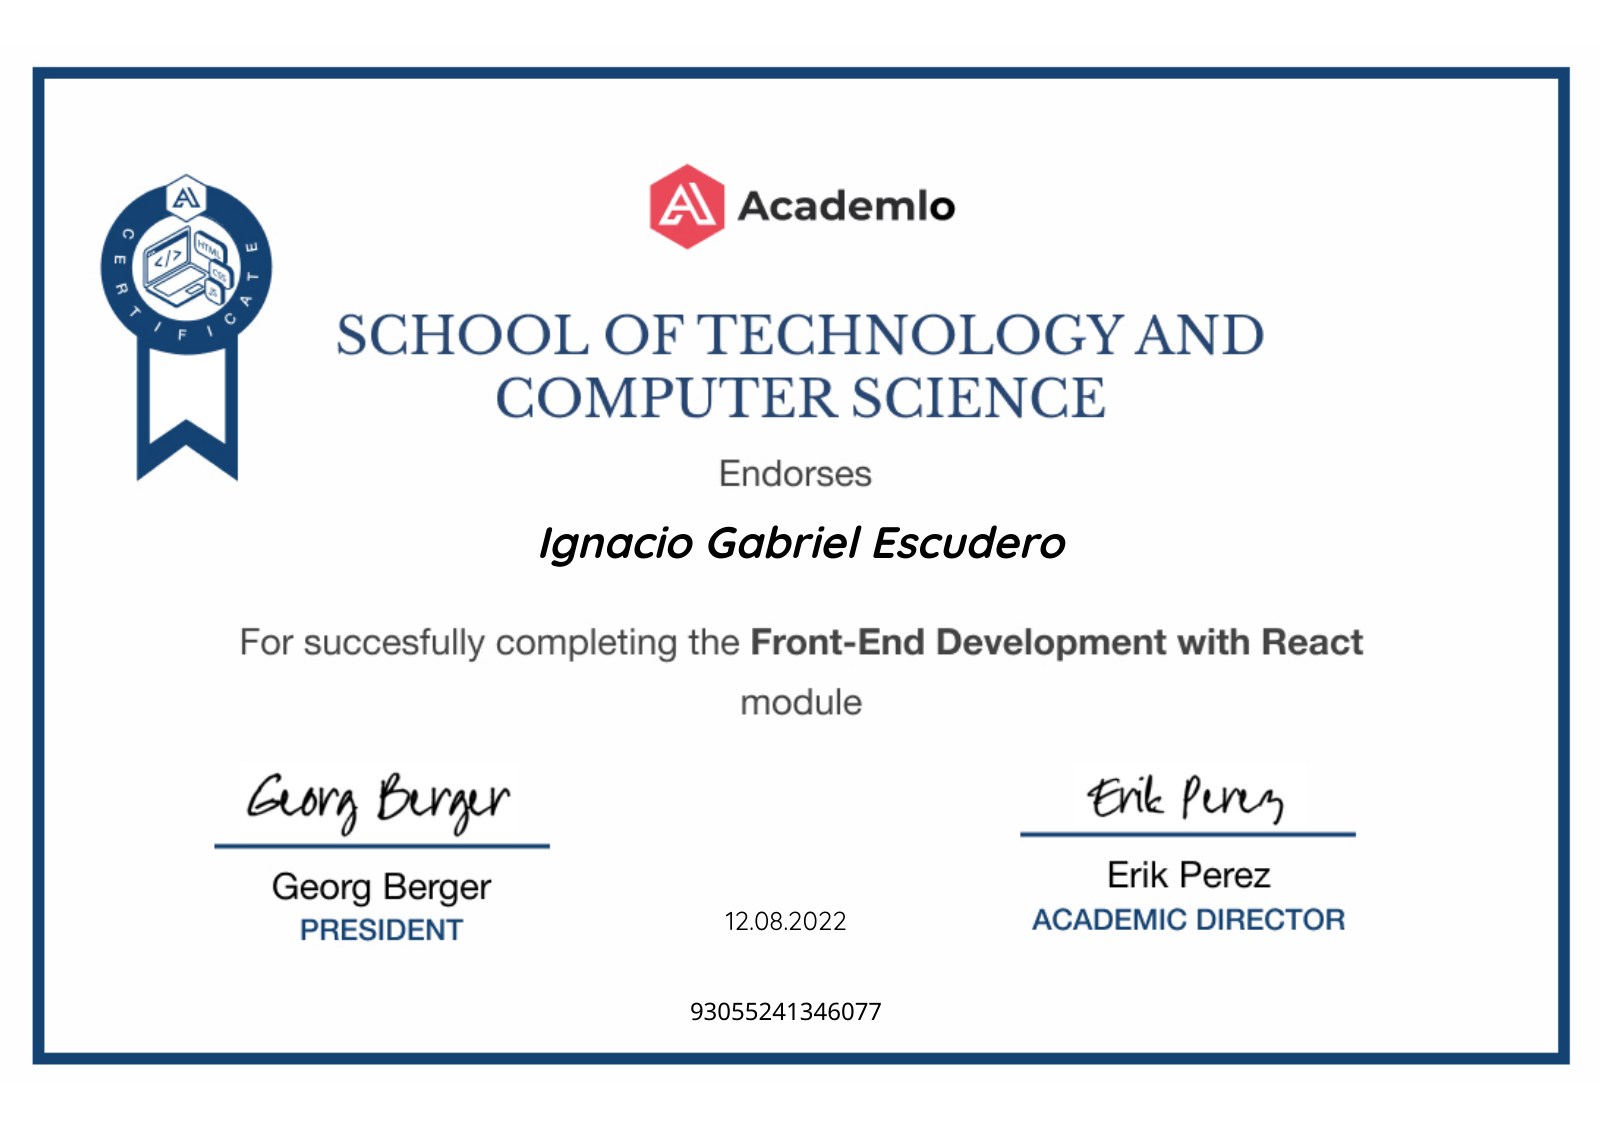 Academlo
CERTIFICATE
</>
HTML
CSS
JS
SCHOOL OF TECHNOLOGY AND
COMPUTER SCIENCE
Endorses
Ignacio Gabriel Escudero
For succesfully completing the Front-End Development with React
module
Georg Berger
Erik Perez
Georg Berger
PRESIDENT
Erik Perez
ACADEMIC DIRECTOR
12.08.2022
93055241346077